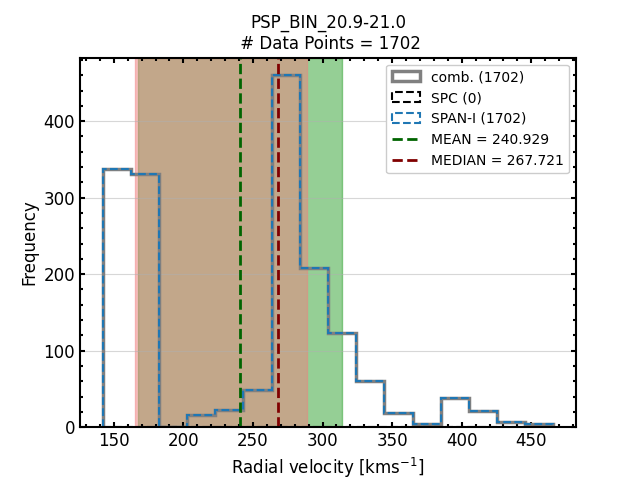 PSP_BIN_20.9-21.0
# Data Points = 1702
comb. (1702)
SPC (0)
SPAN-I (1702)
MEAN = 240.929
MEDIAN = 267.721
Frequency
400
300
200
100
0
150 200 250 300 350 400 450
Radial velocity [kms⁻¹]